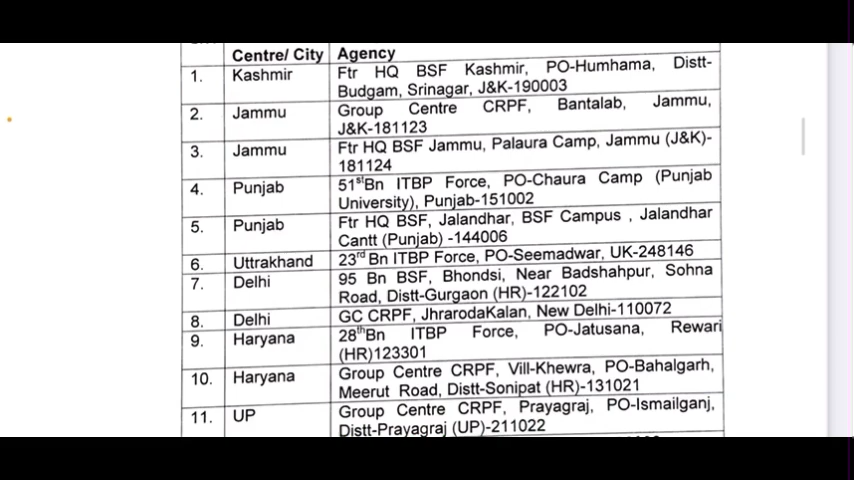 Centre/ City Agency
1. Kashmir Ftr HQ BSF Kashmir, PO-Humhama, Distt-
Budgam, Srinagar, J&K-190003
2. Jammu Group Centre CRPF, Bantalab, Jammu,
J&K-181123
3. Jammu Ftr HQ BSF Jammu, Palaura Camp, Jammu (J&K)-
181124
4. Punjab 51stBn ITBP Force, PO-Chaura Camp (Punjab
University), Punjab-151002
5. Punjab Ftr HQ BSF, Jalandhar, BSF Campus , Jalandhar
Cantt (Punjab) -144006
6. Uttrakhand 23rd Bn ITBP Force, PO-Seemadwar, UK-248146
7. Delhi 95 Bn BSF, Bhondsi, Near Badshahpur, Sohna
Road, Distt-Gurgaon (HR)-122102
8. Delhi GC CRPF, JhrarodaKalan, New Delhi-110072
9. Haryana 28thBn ITBP Force, PO-Jatusana, Rewari
(HR)123301
10. Haryana Group Centre CRPF, Vill-Khewra, PO-Bahalgarh,
Meerut Road, Distt-Sonipat (HR)-131021
11. UP Group Centre CRPF, Prayagraj, PO-Ismailganj,
Distt-Prayagraj (UP)-211022